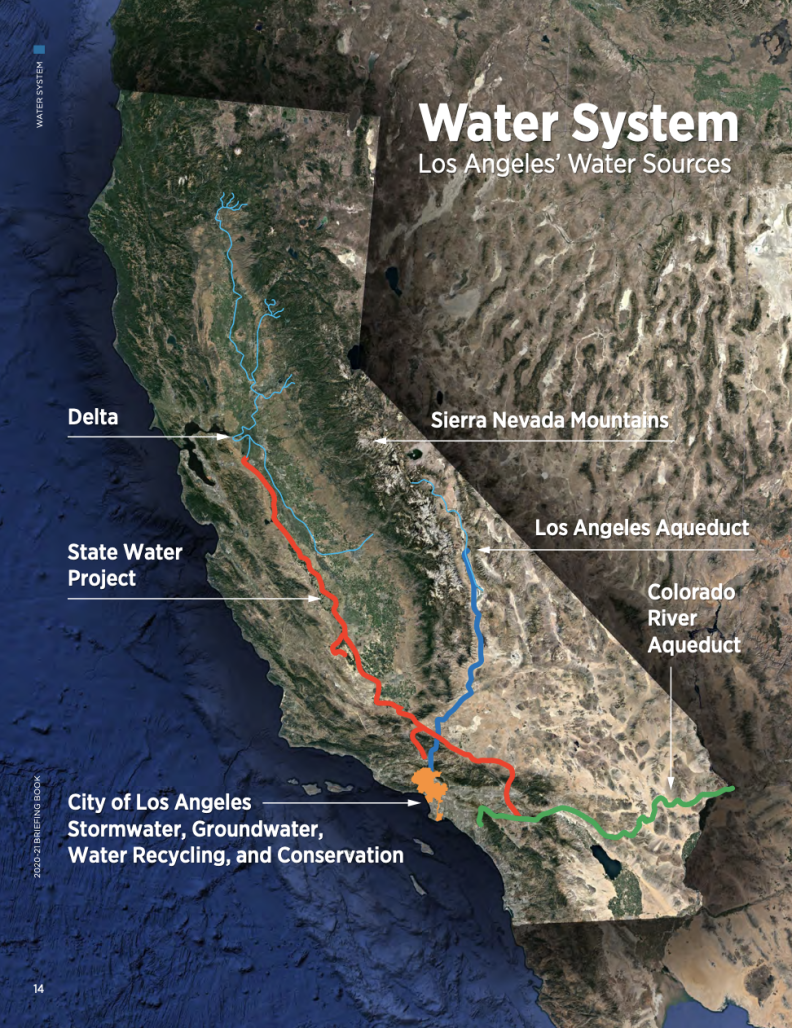 WATER SYSTEM
Water System
Los Angeles’ Water Sources
Delta
Sierra Nevada Mountains
Los Angeles Aqueduct
State Water
Project
Colorado
River
Aqueduct
City of Los Angeles
Stormwater, Groundwater,
Water Recycling, and Conservation
2020-21 BRIEFING BOOK
14